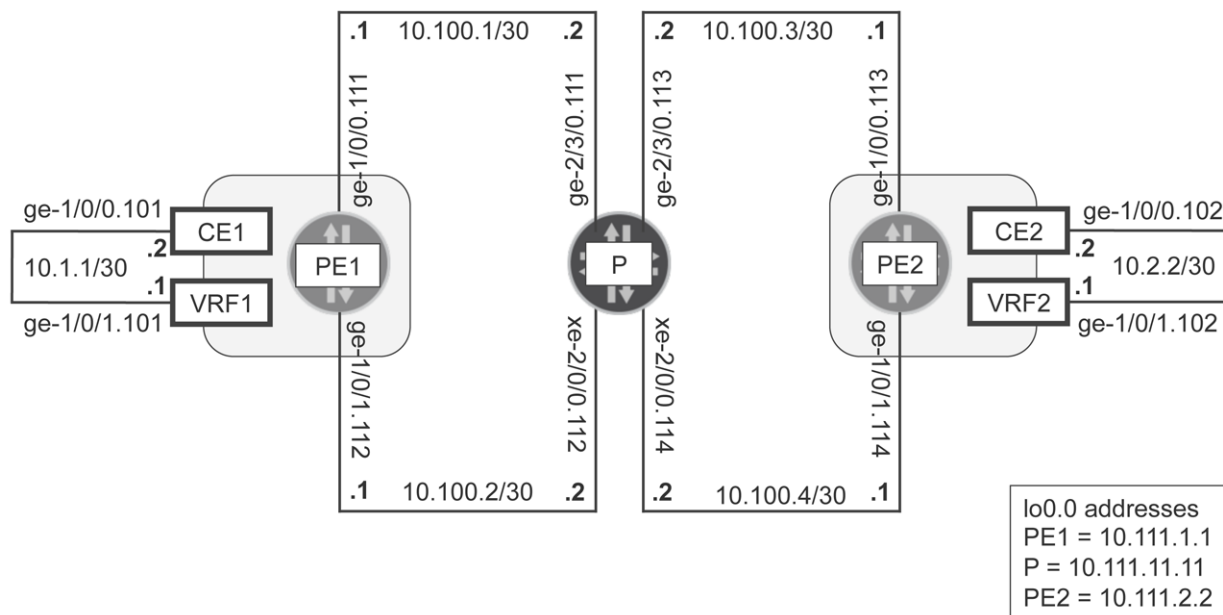 .1 10.100.1/30 .2
.2 10.100.3/30 .1
ge-1/0/0.111
ge-2/3/0.111
ge-2/3/0.113
ge-1/0/0.113
ge-1/0/0.101
CE1
.2
10.1.1/30
.1
VRF1
ge-1/0/1.101
PE1
P
PE2
CE2
ge-1/0/0.102
.2
10.2.2/30
.1
VRF2
ge-1/0/1.102
ge-1/0/1.112
xe-2/0/0.112
xe-2/0/0.114
ge-1/0/1.114
.1 10.100.2/30 .2
.2 10.100.4/30 .1
lo0.0 addresses
PE1 = 10.111.1.1
P = 10.111.11.11
PE2 = 10.111.2.2